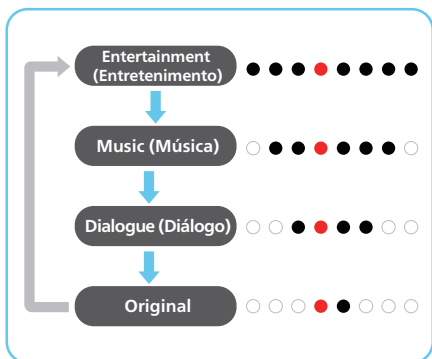 Entertainment
(Entretenimento)
Music (Música)
Dialogue (Diálogo)
Original